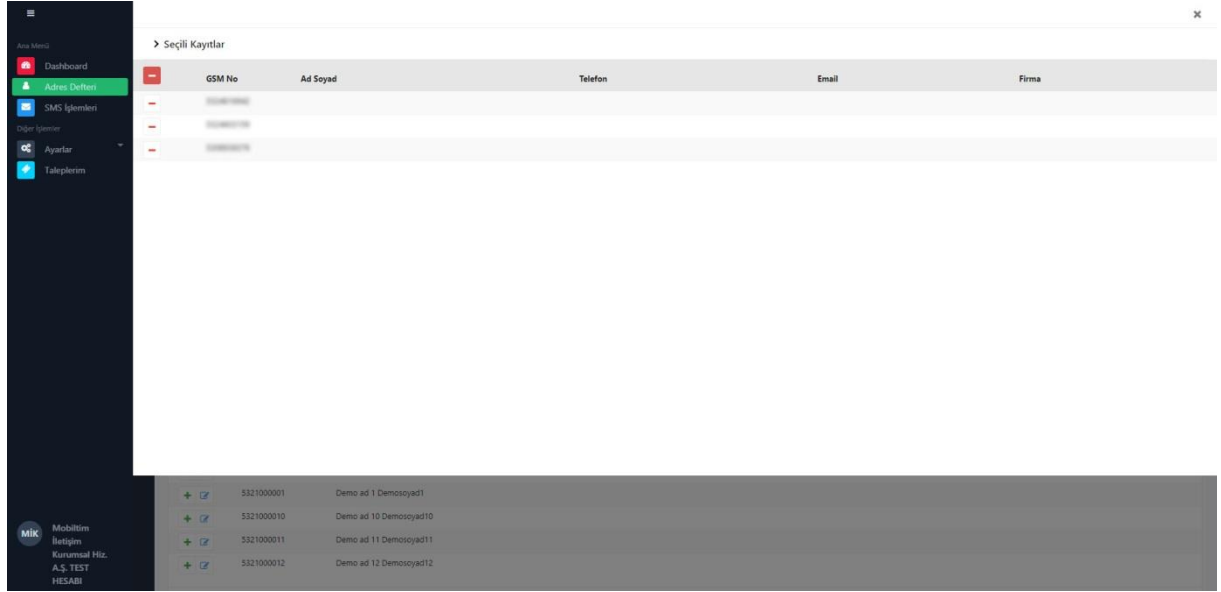 Ana Menü
Dashboard
Adres Defteri
SMS İşlemleri
Diğer İşlemler
Ayarlar
Taleplerim
Mobiltim
İletişim
Kurumsal Hiz.
A.Ş. TEST
HESABI
MİK
Seçili Kayıtlar
GSM No Ad Soyad Telefon Email Firma
5321000001 Demo ad 1 Demosoyad1
5321000010 Demo ad 10 Demosoyad10
5321000011 Demo ad 11 Demosoyad11
5321000012 Demo ad 12 Demosoyad12